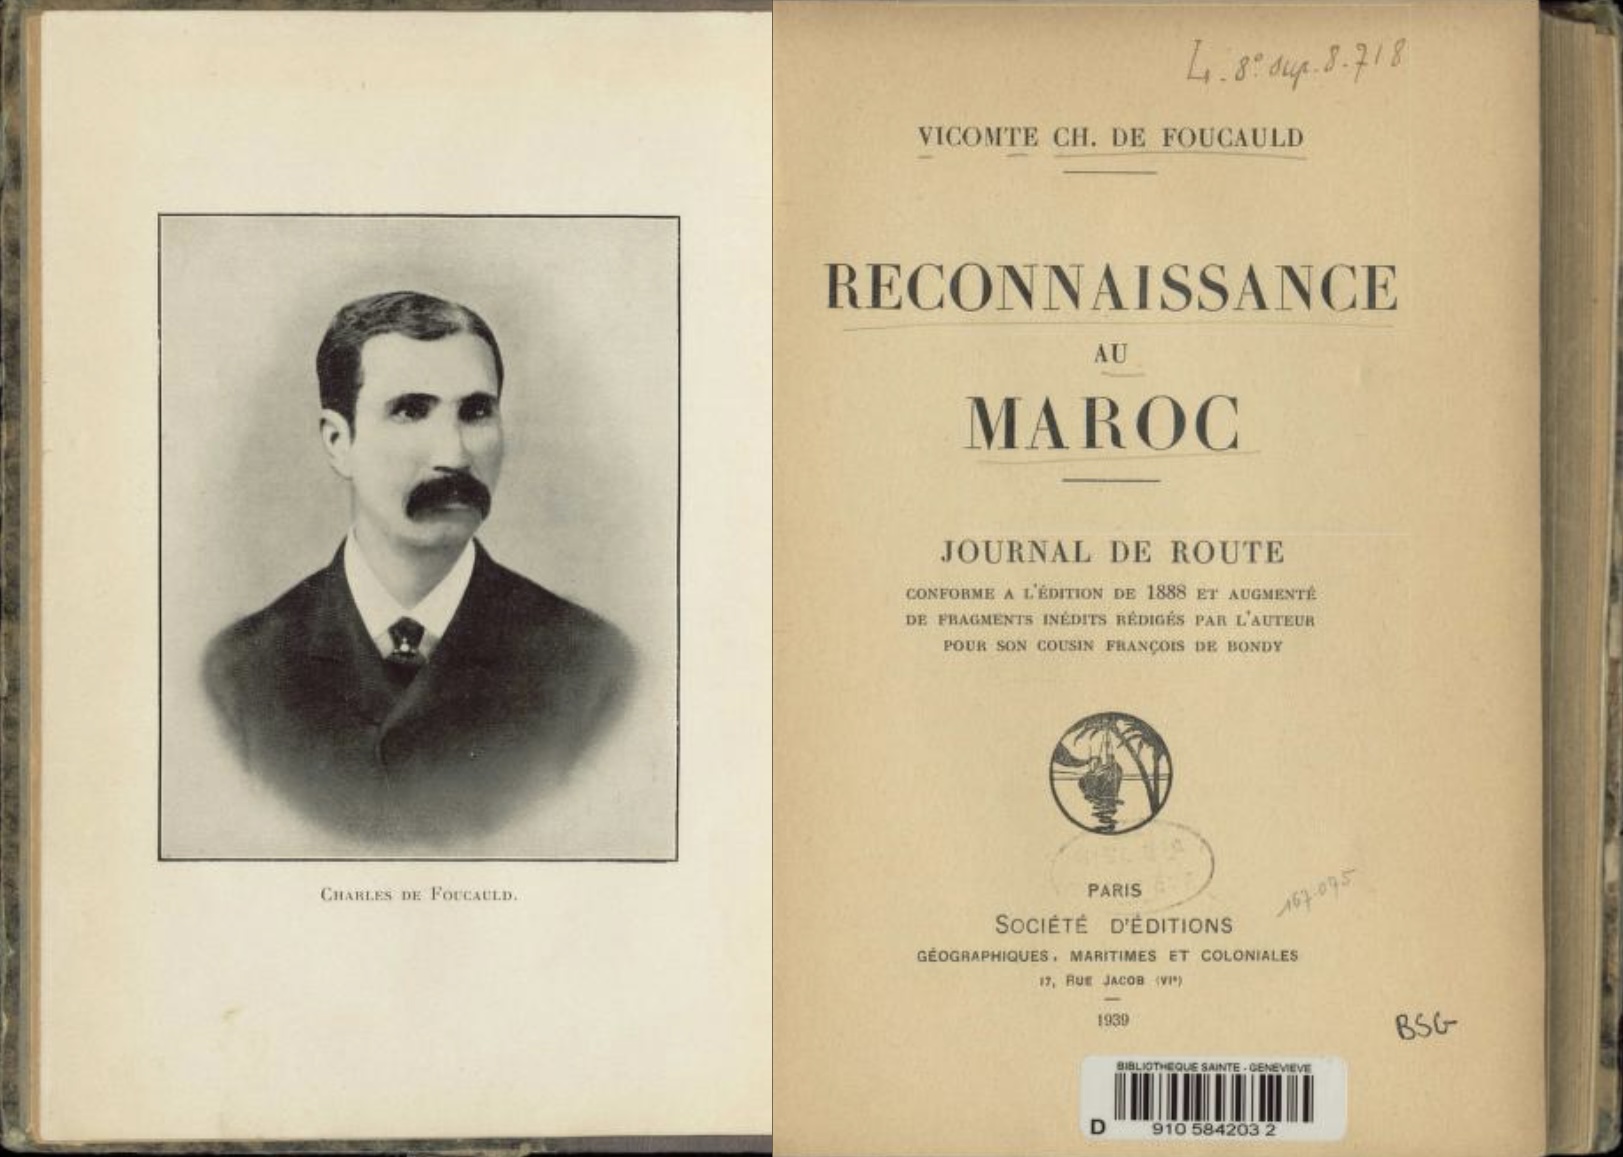 CHARLES DE FOUCAULD.
L. 8° sup. 8.718
VICOMTE CH. DE FOUCAULD
RECONNAISSANCE
AU
MAROC
JOURNAL DE ROUTE
CONFORME A L'ÉDITION DE 1888 ET AUGMENTÉ
DE FRAGMENTS INÉDITS RÉDIGÉS PAR L'AUTEUR
POUR SON COUSIN FRANÇOIS DE BONDY
PARIS
SOCIÉTÉ D'ÉDITIONS
GÉOGRAPHIQUES, MARITIMES ET COLONIALES
17, RUE JACOB (VIe)
1939
167.075
BSG
BIBLIOTHEQUE SAINTE - GENEVIEVE
D 910 584203 2